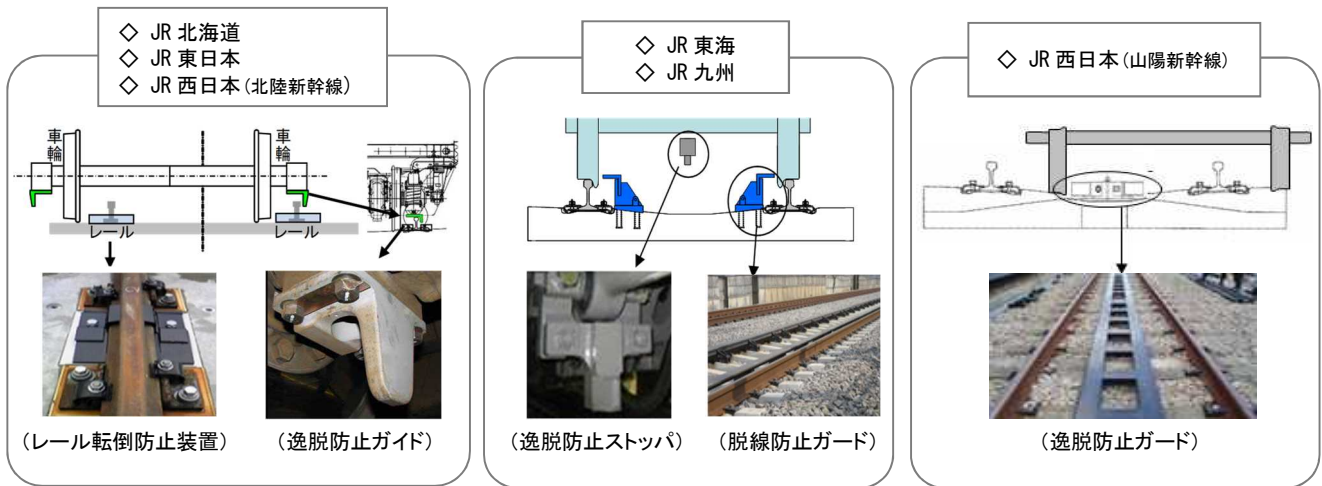 ◇ JR 北海道
◇ JR 東日本
◇ JR 西日本(北陸新幹線)
車輪
車輪
レール
レール
(レール転倒防止装置)
(逸脱防止ガイド)
◇ JR 東海
◇ JR 九州
(逸脱防止ストッパ)
(脱線防止ガード)
◇ JR 西日本(山陽新幹線)
(逸脱防止ガード)